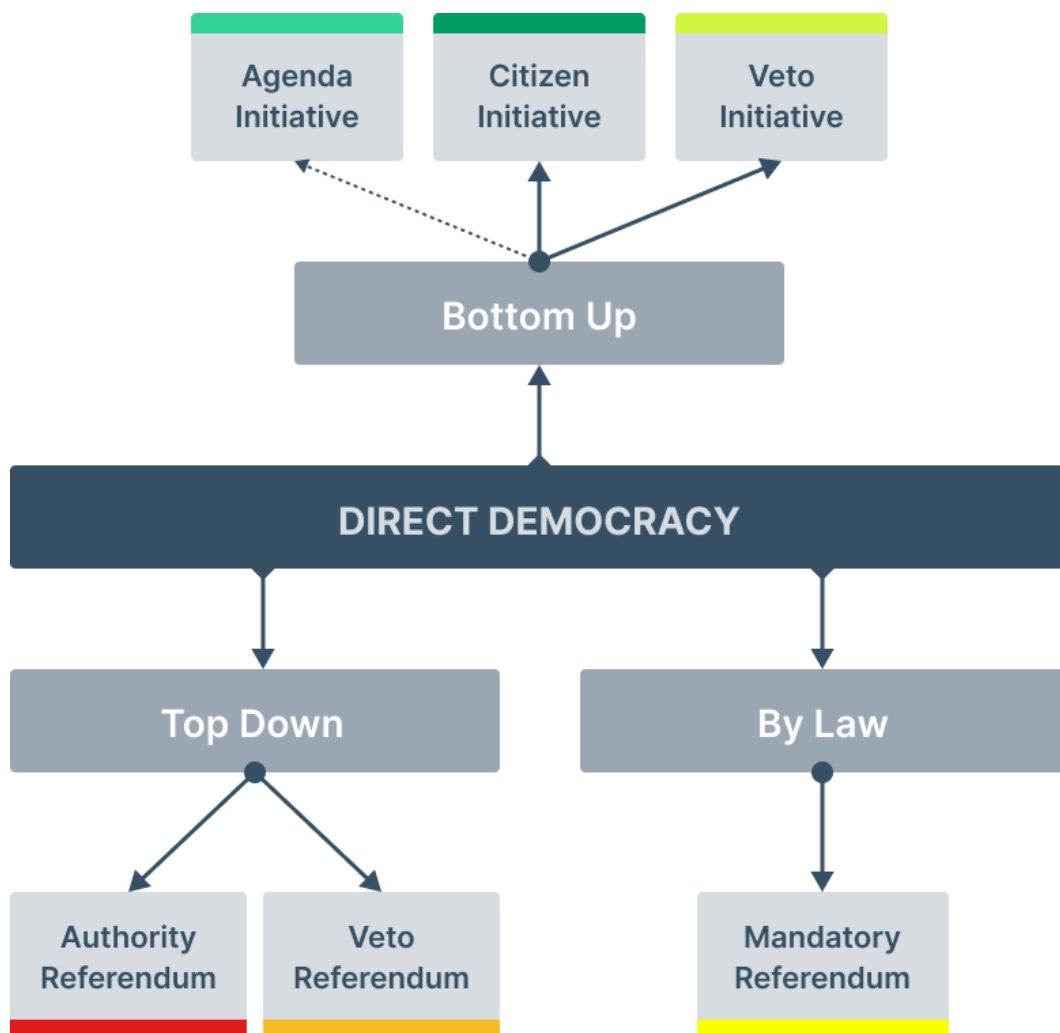 Agenda
Initiative
Citizen
Initiative
Veto
Initiative
Bottom Up
DIRECT DEMOCRACY
Top Down
By Law
Authority
Referendum
Veto
Referendum
Mandatory
Referendum